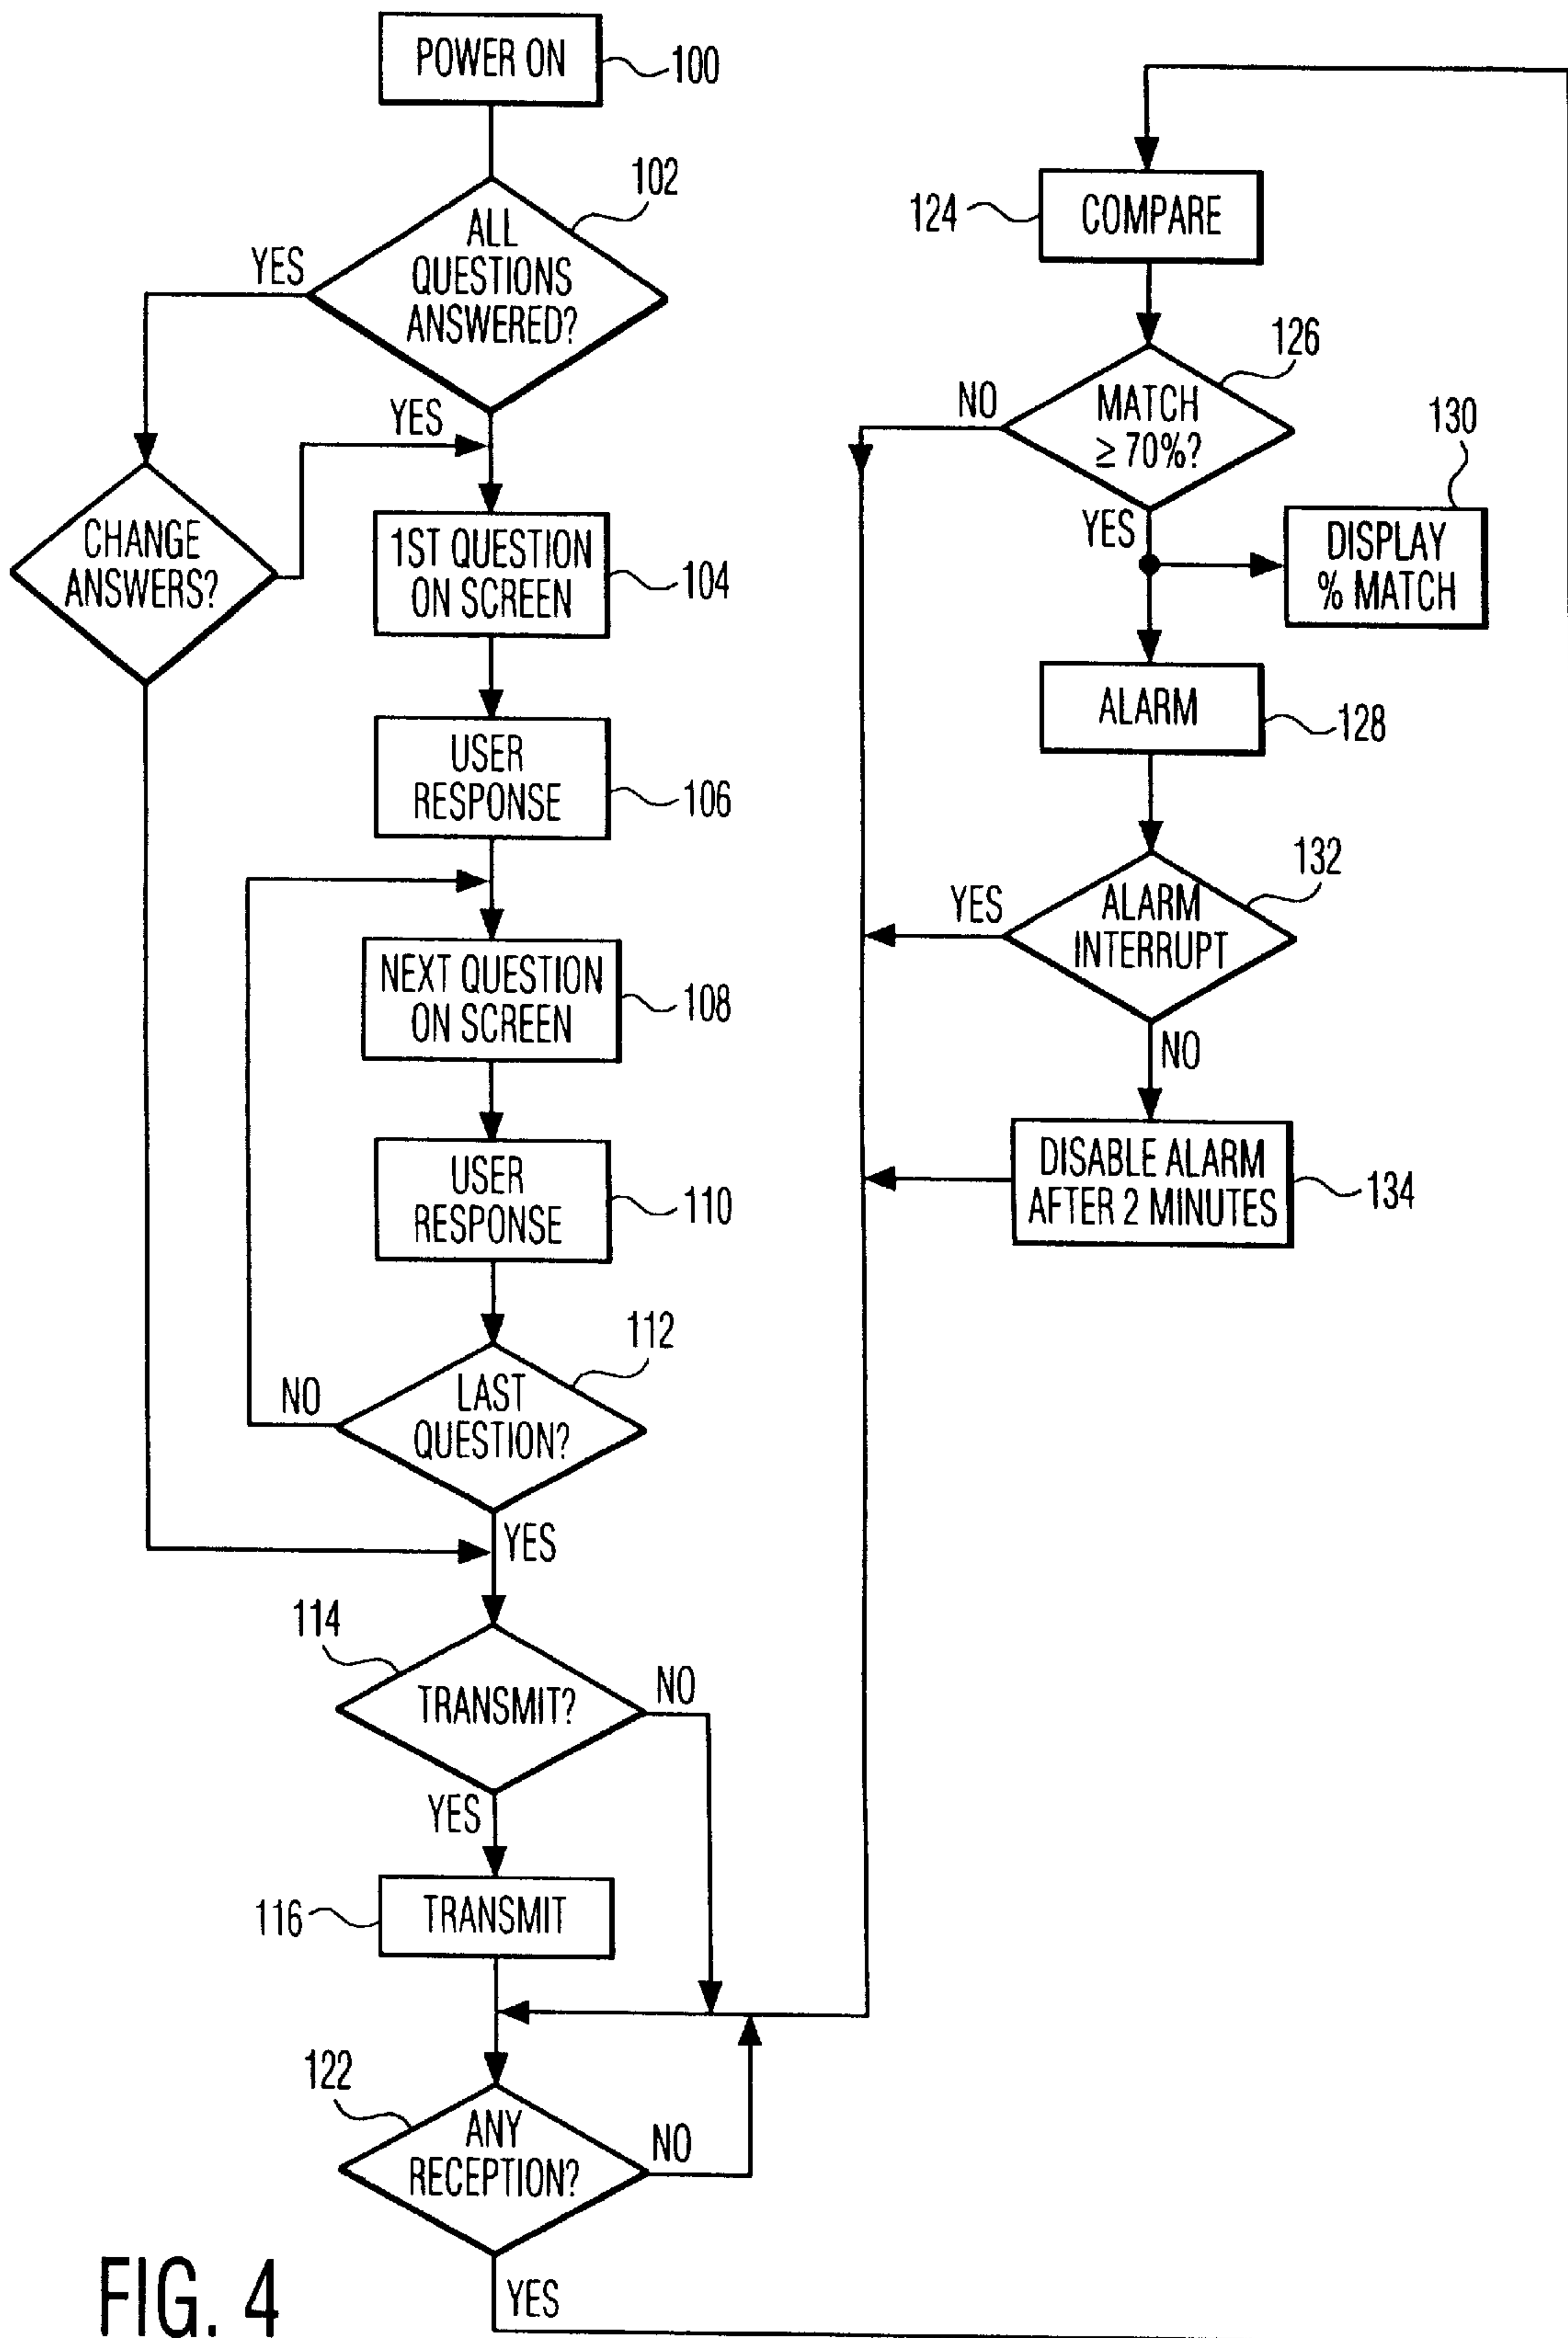 POWER ON
100
102
ALL
QUESTIONS
ANSWERED?
YES
YES
CHANGE
ANSWERS?
1ST QUESTION
ON SCREEN
104
USER
RESPONSE
106
NEXT QUESTION
ON SCREEN
108
USER
RESPONSE
110
112
LAST
QUESTION?
NO
YES
114
TRANSMIT?
NO
YES
116
TRANSMIT
122
ANY
RECEPTION?
NO
YES
124
COMPARE
126
MATCH
≥ 70%?
NO
YES
130
DISPLAY
% MATCH
ALARM
128
132
ALARM
INTERRUPT
YES
NO
DISABLE ALARM
AFTER 2 MINUTES
134
FIG. 4